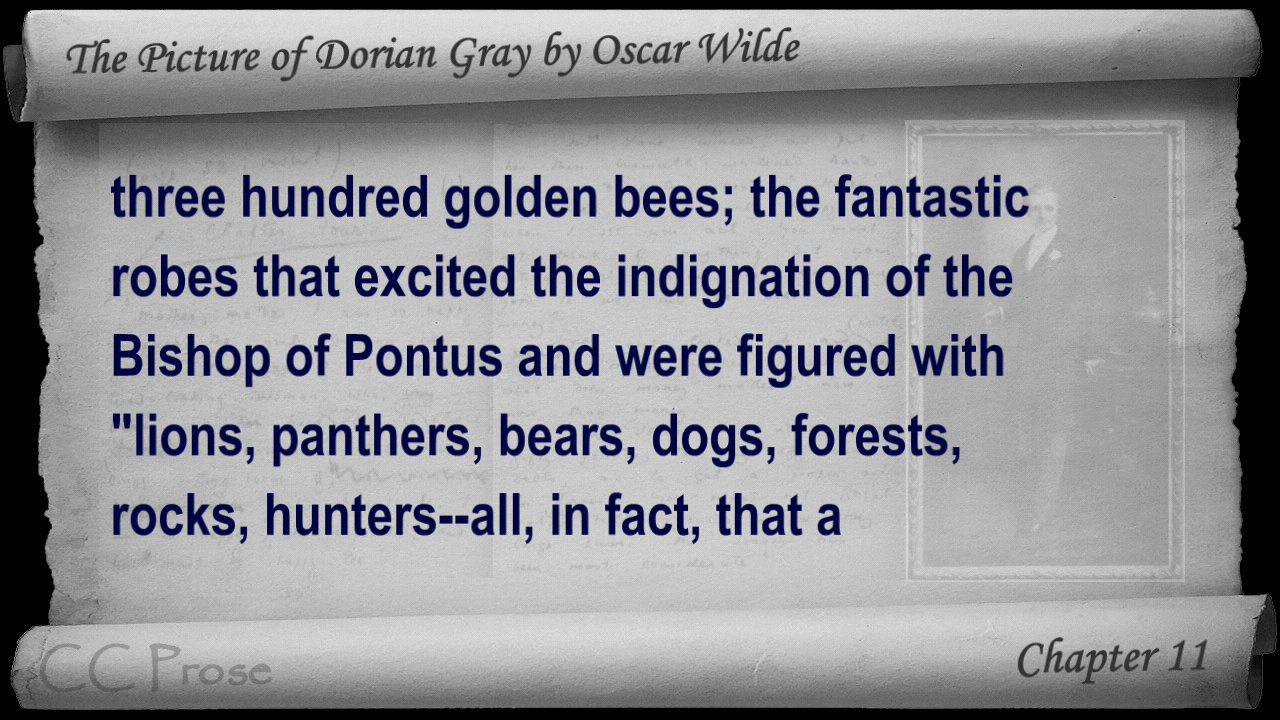 The Picture of Dorian Gray by Oscar Wilde
three hundred golden bees; the fantastic
robes that excited the indignation of the
Bishop of Pontus and were figured with
"lions, panthers, bears, dogs, forests,
rocks, hunters--all, in fact, that a
CC Prose
Chapter 11